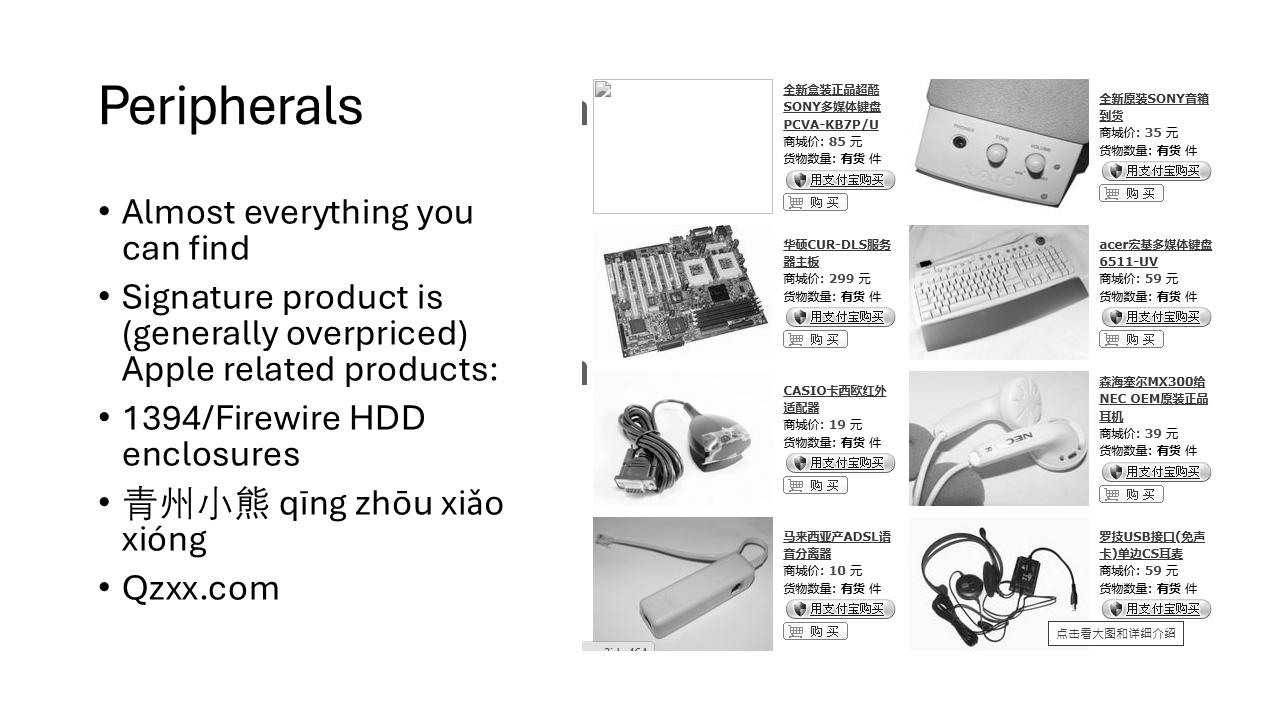 Peripherals
• Almost everything you
can find
• Signature product is
(generally overpriced)
Apple related products:
• 1394/Firewire HDD
enclosures
• 青州小熊 qīng zhōu xiǎo
xióng
• Qzxx.com
全新盒装正品超酷
SONY多媒体键盘
PCVA-KB7P/U
商城价: 85 元
货物数量: 有货 件
用支付宝购买
购 买
PHONES
TONE
VOLUME
VAIO
全新原装SONY音箱
到货
商城价: 35 元
货物数量: 有货 件
用支付宝购买
购 买
华硕CUR-DLS服务
器主板
商城价: 299 元
货物数量: 有货 件
用支付宝购买
购 买
acer宏基多媒体键盘
6511-UV
商城价: 59 元
货物数量: 有货 件
用支付宝购买
购 买
CASIO卡西欧红外
适配器
商城价: 19 元
货物数量: 有货 件
用支付宝购买
购 买
NEC
R
森海塞尔MX300给
NEC OEM原装正品
耳机
商城价: 39 元
货物数量: 有货 件
用支付宝购买
购 买
马来西亚产ADSL语
音分离器
商城价: 10 元
货物数量: 有货 件
用支付宝购买
购 买
罗技USB接口(免声
卡)单边CS耳麦
商城价: 59 元
货物数量: 有货 件
用支付宝购买
点击看大图和详细介绍